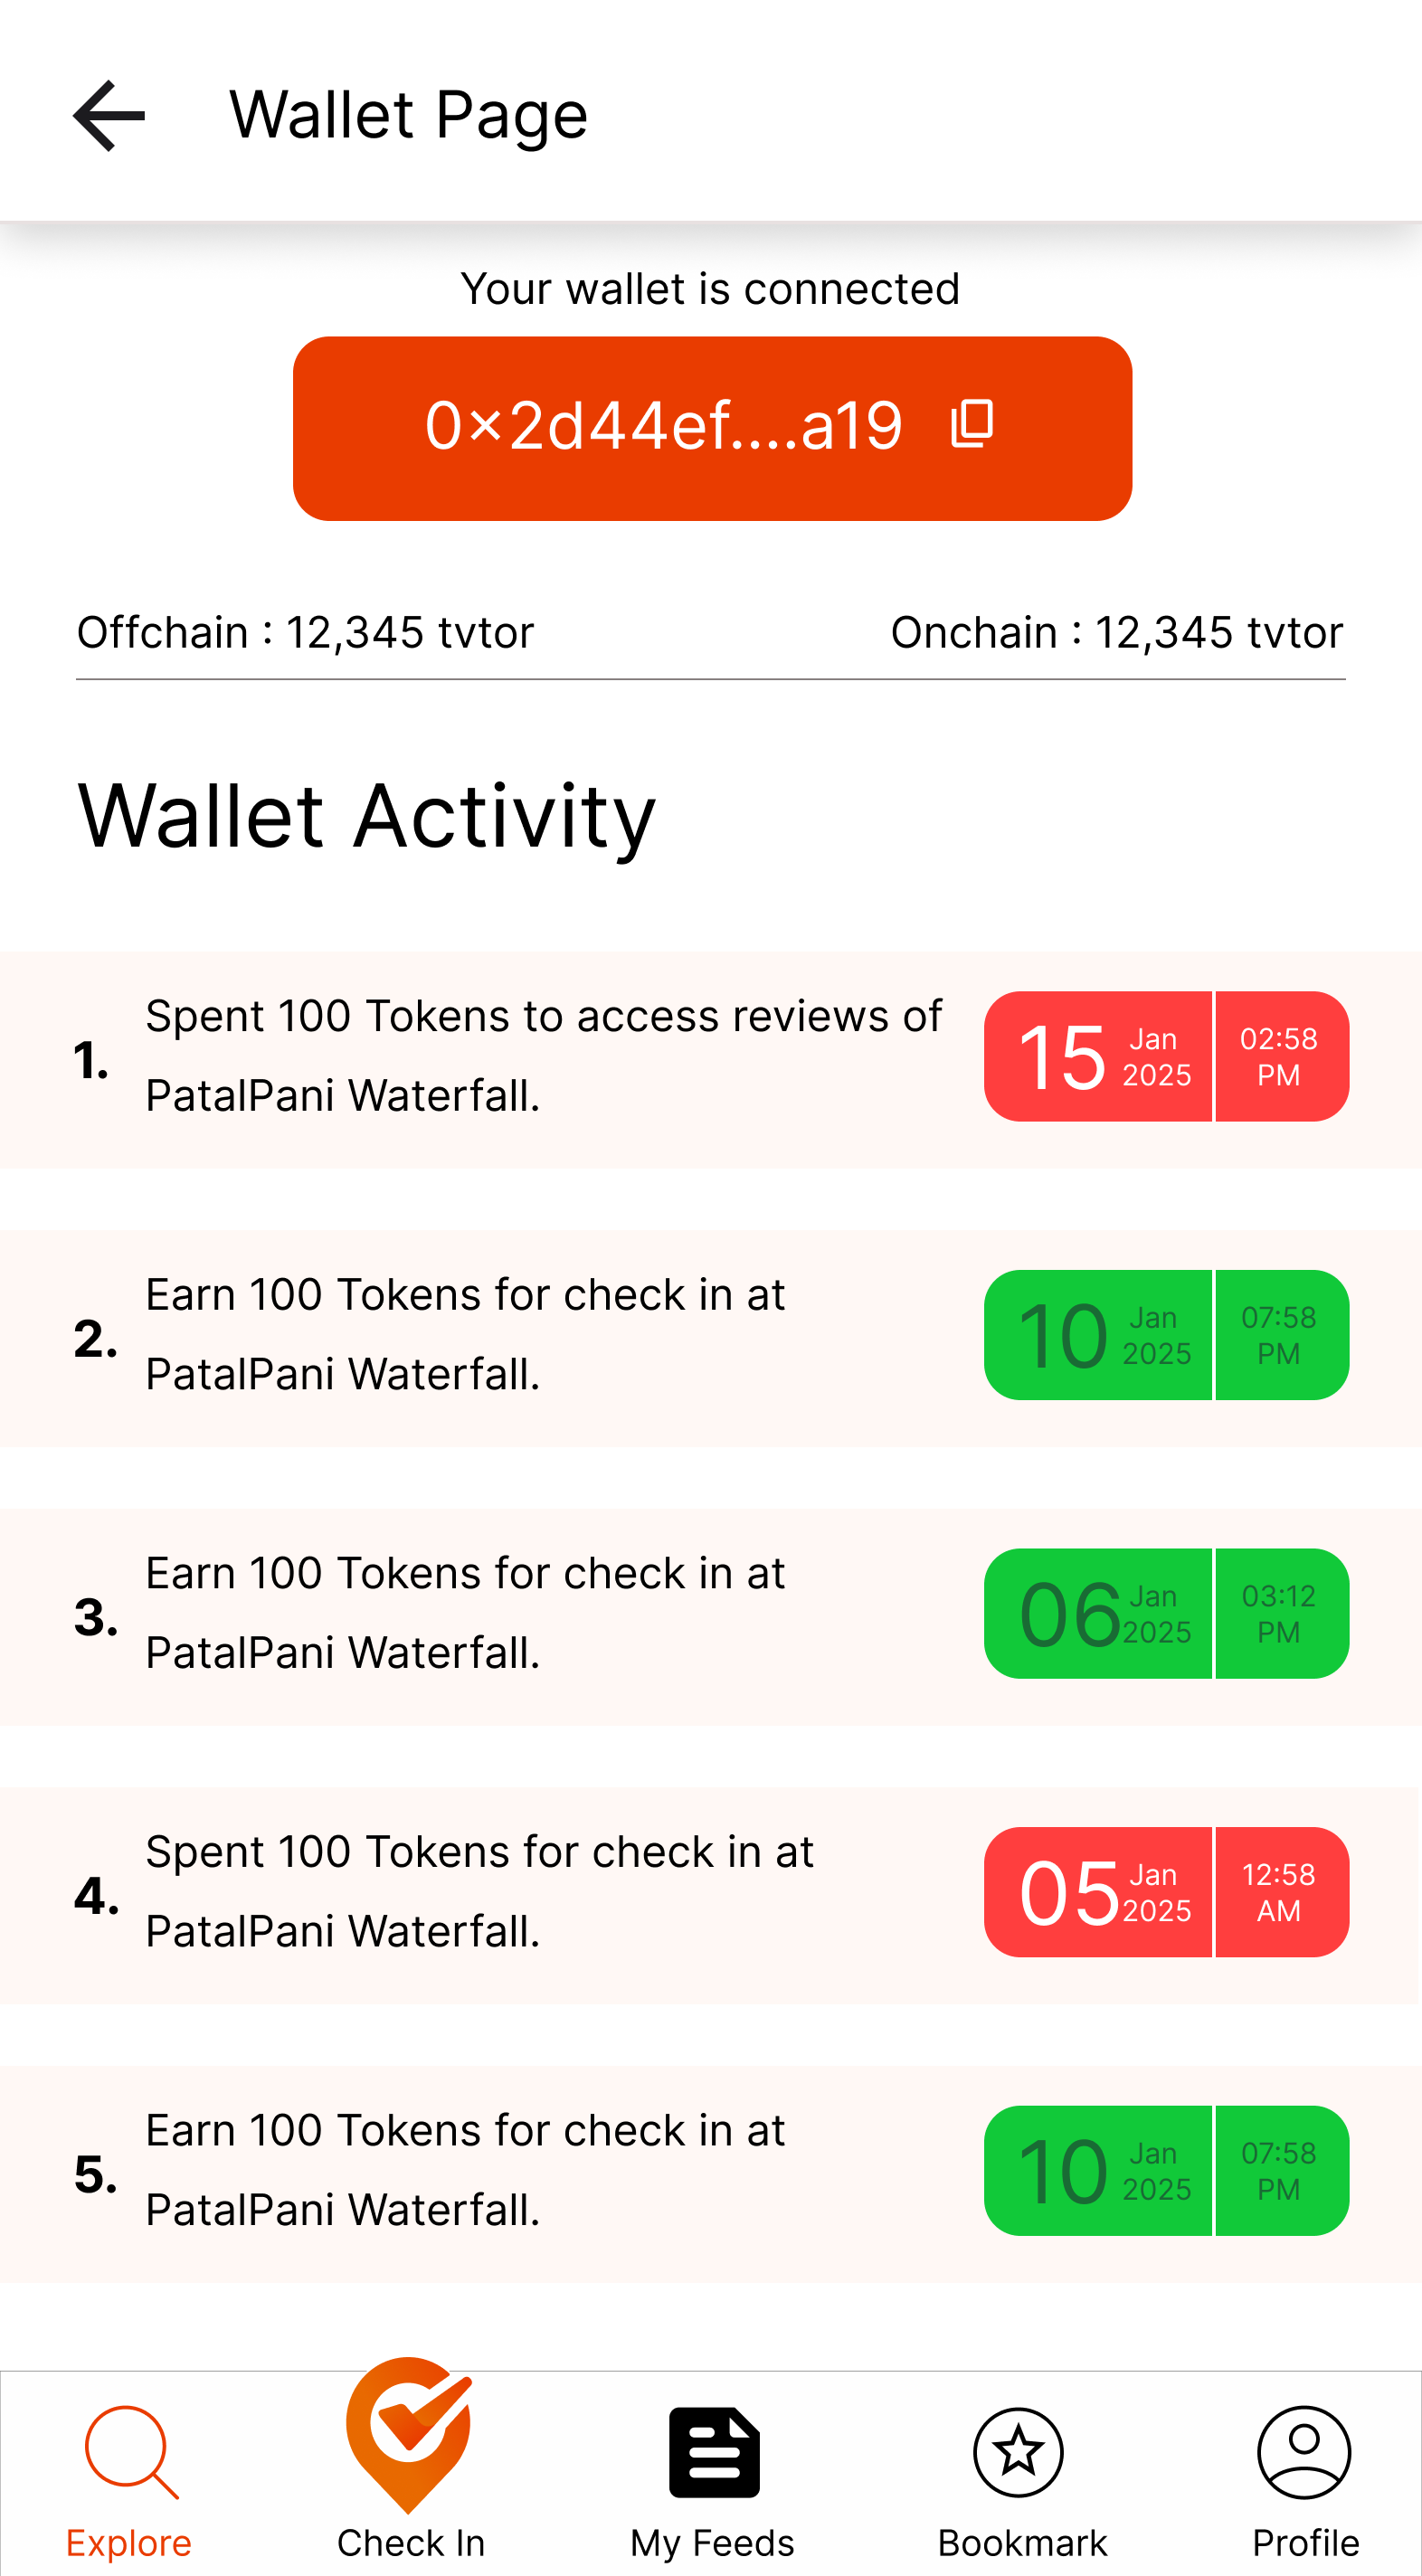 Wallet Page
Your wallet is connected
0×2d44ef....a19
Offchain : 12,345 tvtor
Onchain : 12,345 tvtor
Wallet Activity
1.
Spent 100 Tokens to access reviews of
PatalPani Waterfall.
15
Jan
2025
02:58
PM
2.
Earn 100 Tokens for check in at
PatalPani Waterfall.
10
Jan
2025
07:58
PM
3.
Earn 100 Tokens for check in at
PatalPani Waterfall.
06
Jan
2025
03:12
PM
4.
Spent 100 Tokens for check in at
PatalPani Waterfall.
05
Jan
2025
12:58
AM
5.
Earn 100 Tokens for check in at
PatalPani Waterfall.
10
Jan
2025
07:58
PM
Explore
Check In
My Feeds
Bookmark
Profile